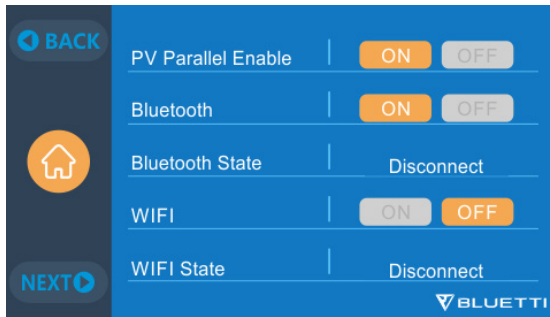 BACK
PV Parallel Enable ON OFF
Bluetooth ON OFF
Bluetooth State Disconnect
WIFI ON OFF
WIFI State Disconnect
NEXT
BLUETTI